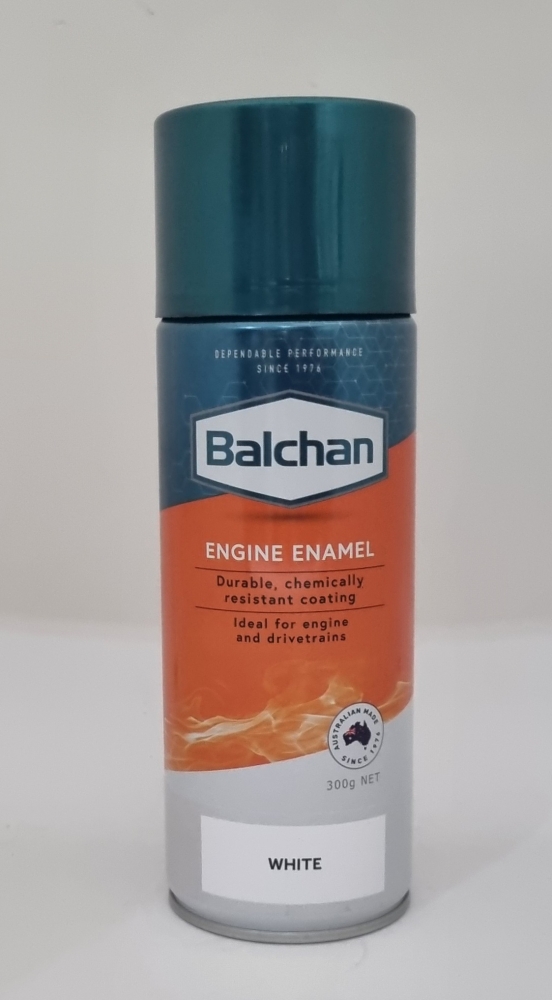 DEPENDABLE PERFORMANCE
SINCE 1976
Balchan
ENGINE ENAMEL
Durable, chemically
resistant coating
Ideal for engine
and drivetrains
AUSTRALIAN MADE
SINCE 1976
300g NET
WHITE